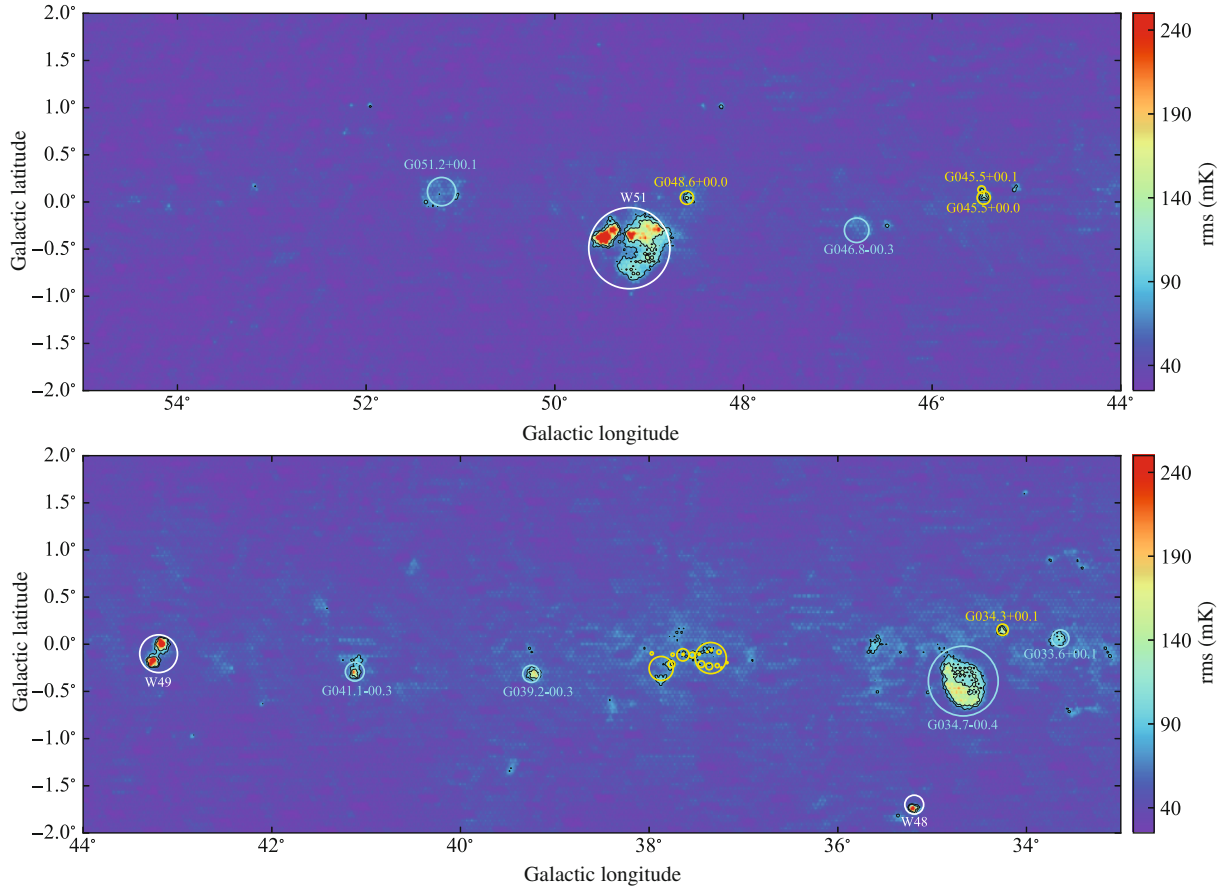 2.0°
1.5°
1.0°
0.5°
0.0°
−0.5°
−1.0°
−1.5°
−2.0°
Galactic latitude
G051.2+00.1
W51
G048.6+00.0
G046.8-00.3
G045.5+00.1
G045.5+00.0
54°
52°
50°
48°
46°
44°
Galactic longitude
240
190
140
90
40
rms (mK)
2.0°
1.5°
1.0°
0.5°
0.0°
−0.5°
−1.0°
−1.5°
−2.0°
Galactic latitude
W49
G041.1-00.3
G039.2-00.3
G034.3+00.1
G033.6+00.1
G034.7-00.4
W48
44°
42°
40°
38°
36°
34°
Galactic longitude
240
190
140
90
40
rms (mK)